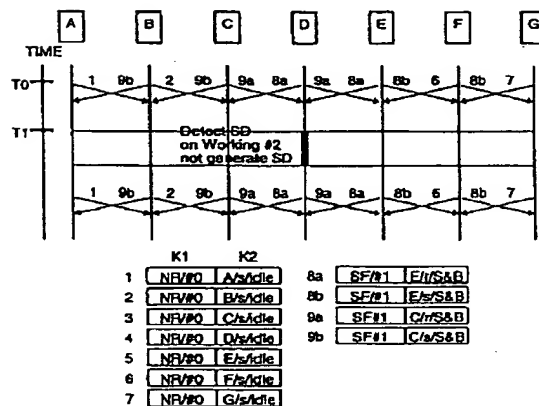 A B C D E F G
TIME
T0 1 9b 2 9b 9a 8a 9a 8a 8b 6 8b 7
T1
Detect SD
on Working #2
not generate SD
1 9b 2 9b 9a 8a 9a 8a 8b 6 8b 7
K1 K2
1 NR/#0 A/s/idle 8a SF/#1 E/r/S&B
2 NR/#0 B/s/idle 8b SF/#1 E/s/S&B
3 NR/#0 C/s/idle 9a SF#1 C/r/S&B
4 NR/#0 D/s/idle 9b SF/#1 C/s/S&B
5 NR/#0 E/s/idle
6 NR/#0 F/s/idle
7 NR/#0 G/s/idle